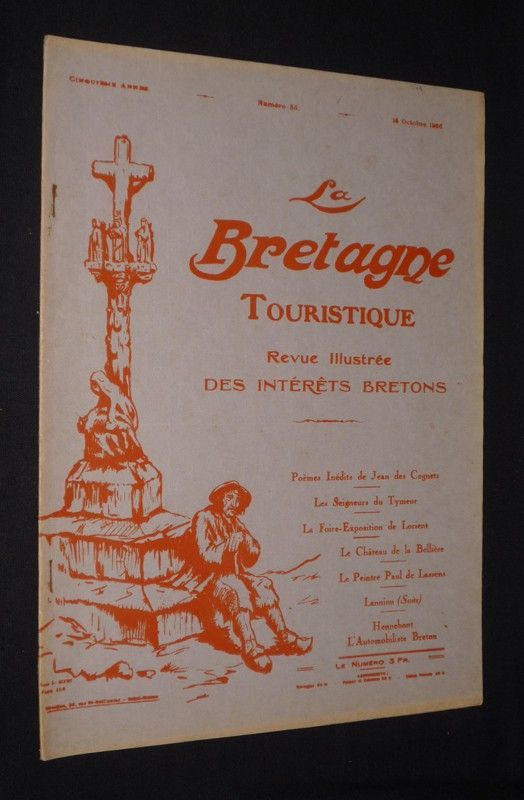 CINQUIÈME ANNÉE
Numéro 55.
15 Octobre 1926
La
Bretagne
TOURISTIQUE
Revue Illustrée
DES INTÉRÊTS BRETONS
Poèmes Inédits de Jean des Cognets
Les Seigneurs du Tymeur
La Foire-Exposition de Lorient
Le Château de la Bellière
Le Peintre Paul de Lassens
Lannion (Suite)
Hennebont
L'Automobiliste Breton
LE NUMÉRO 3 FR.
ABONNEMENTS :